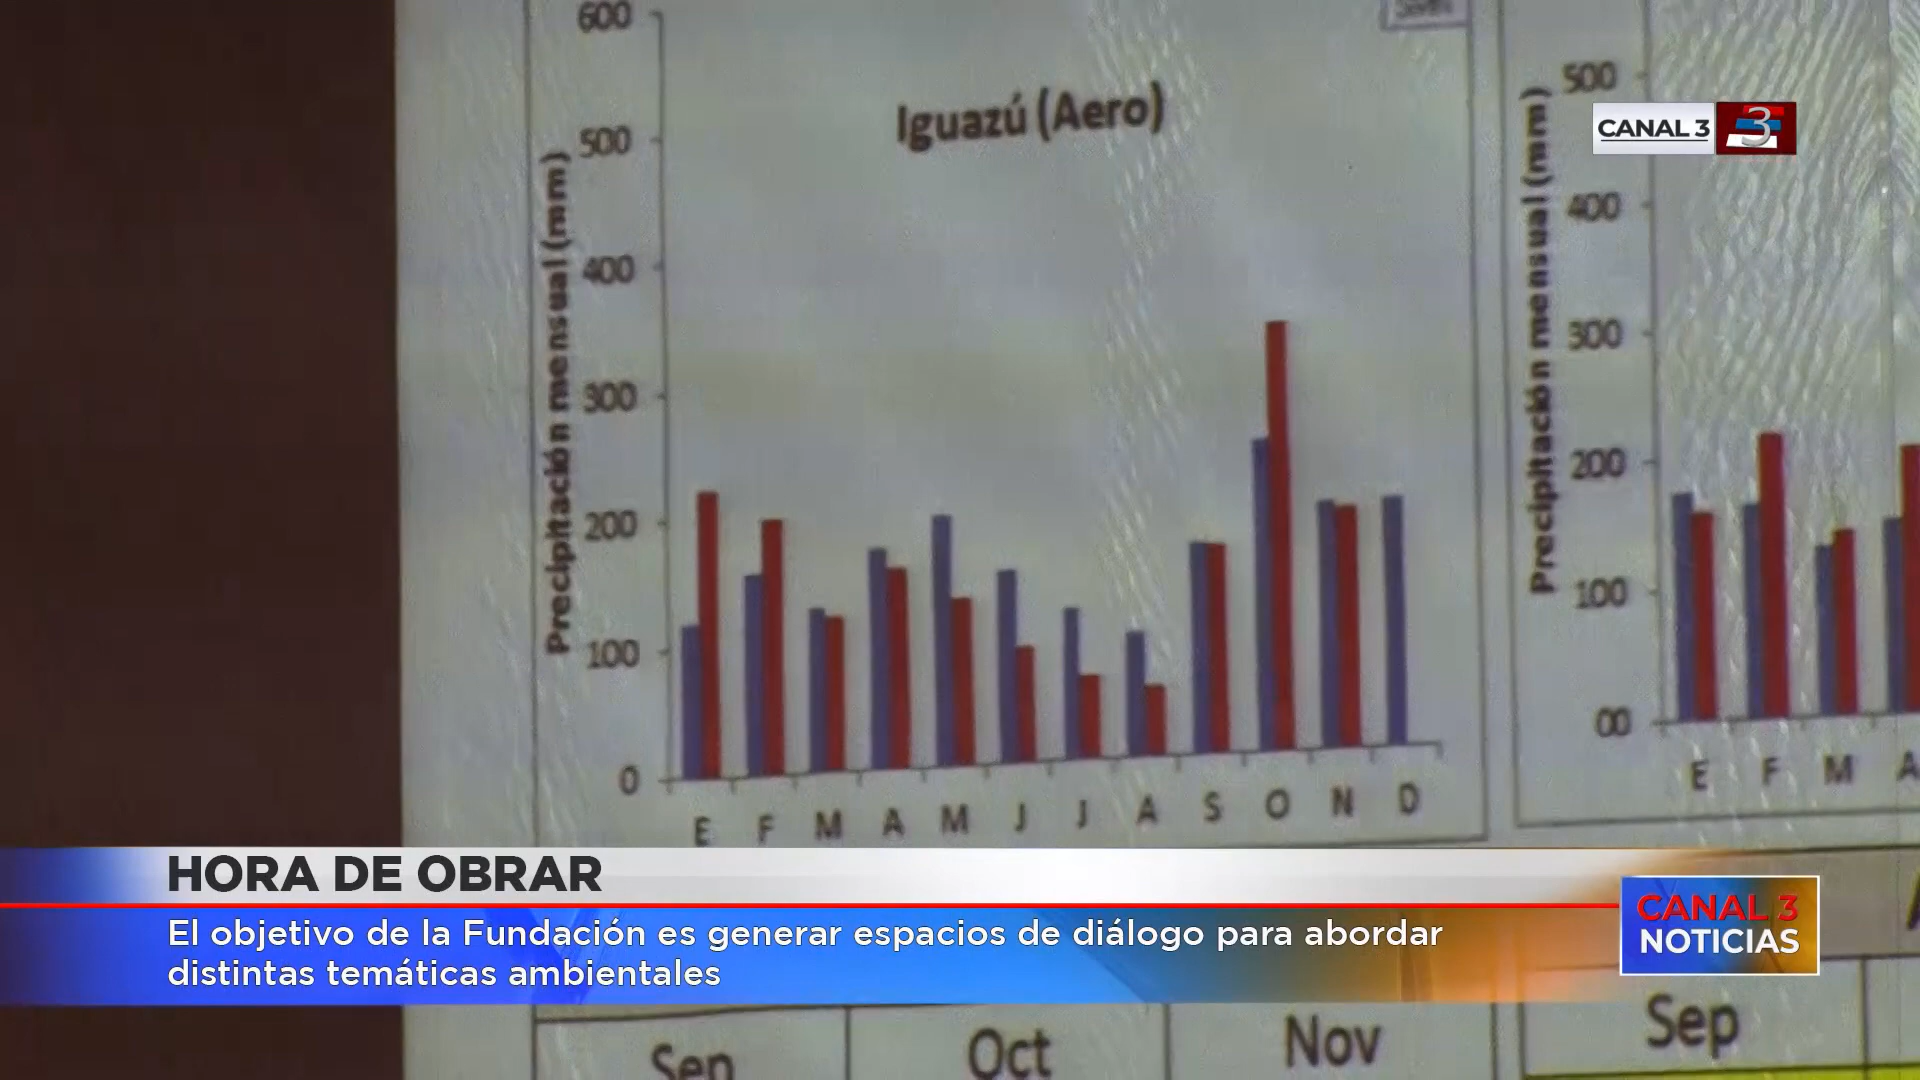 600
500
400
300
200
100
0
Precipitación mensual (mm)
Iguazú (Aero)
E F M A M J J A S O N D
500
400
300
200
100
00
Precipitación mensual (mm)
E F M A
CANAL 3
3
HORA DE OBRAR
El objetivo de la Fundación es generar espacios de diálogo para abordar
distintas temáticas ambientales
CANAL 3
NOTICIAS
Sep Oct Nov
Sep